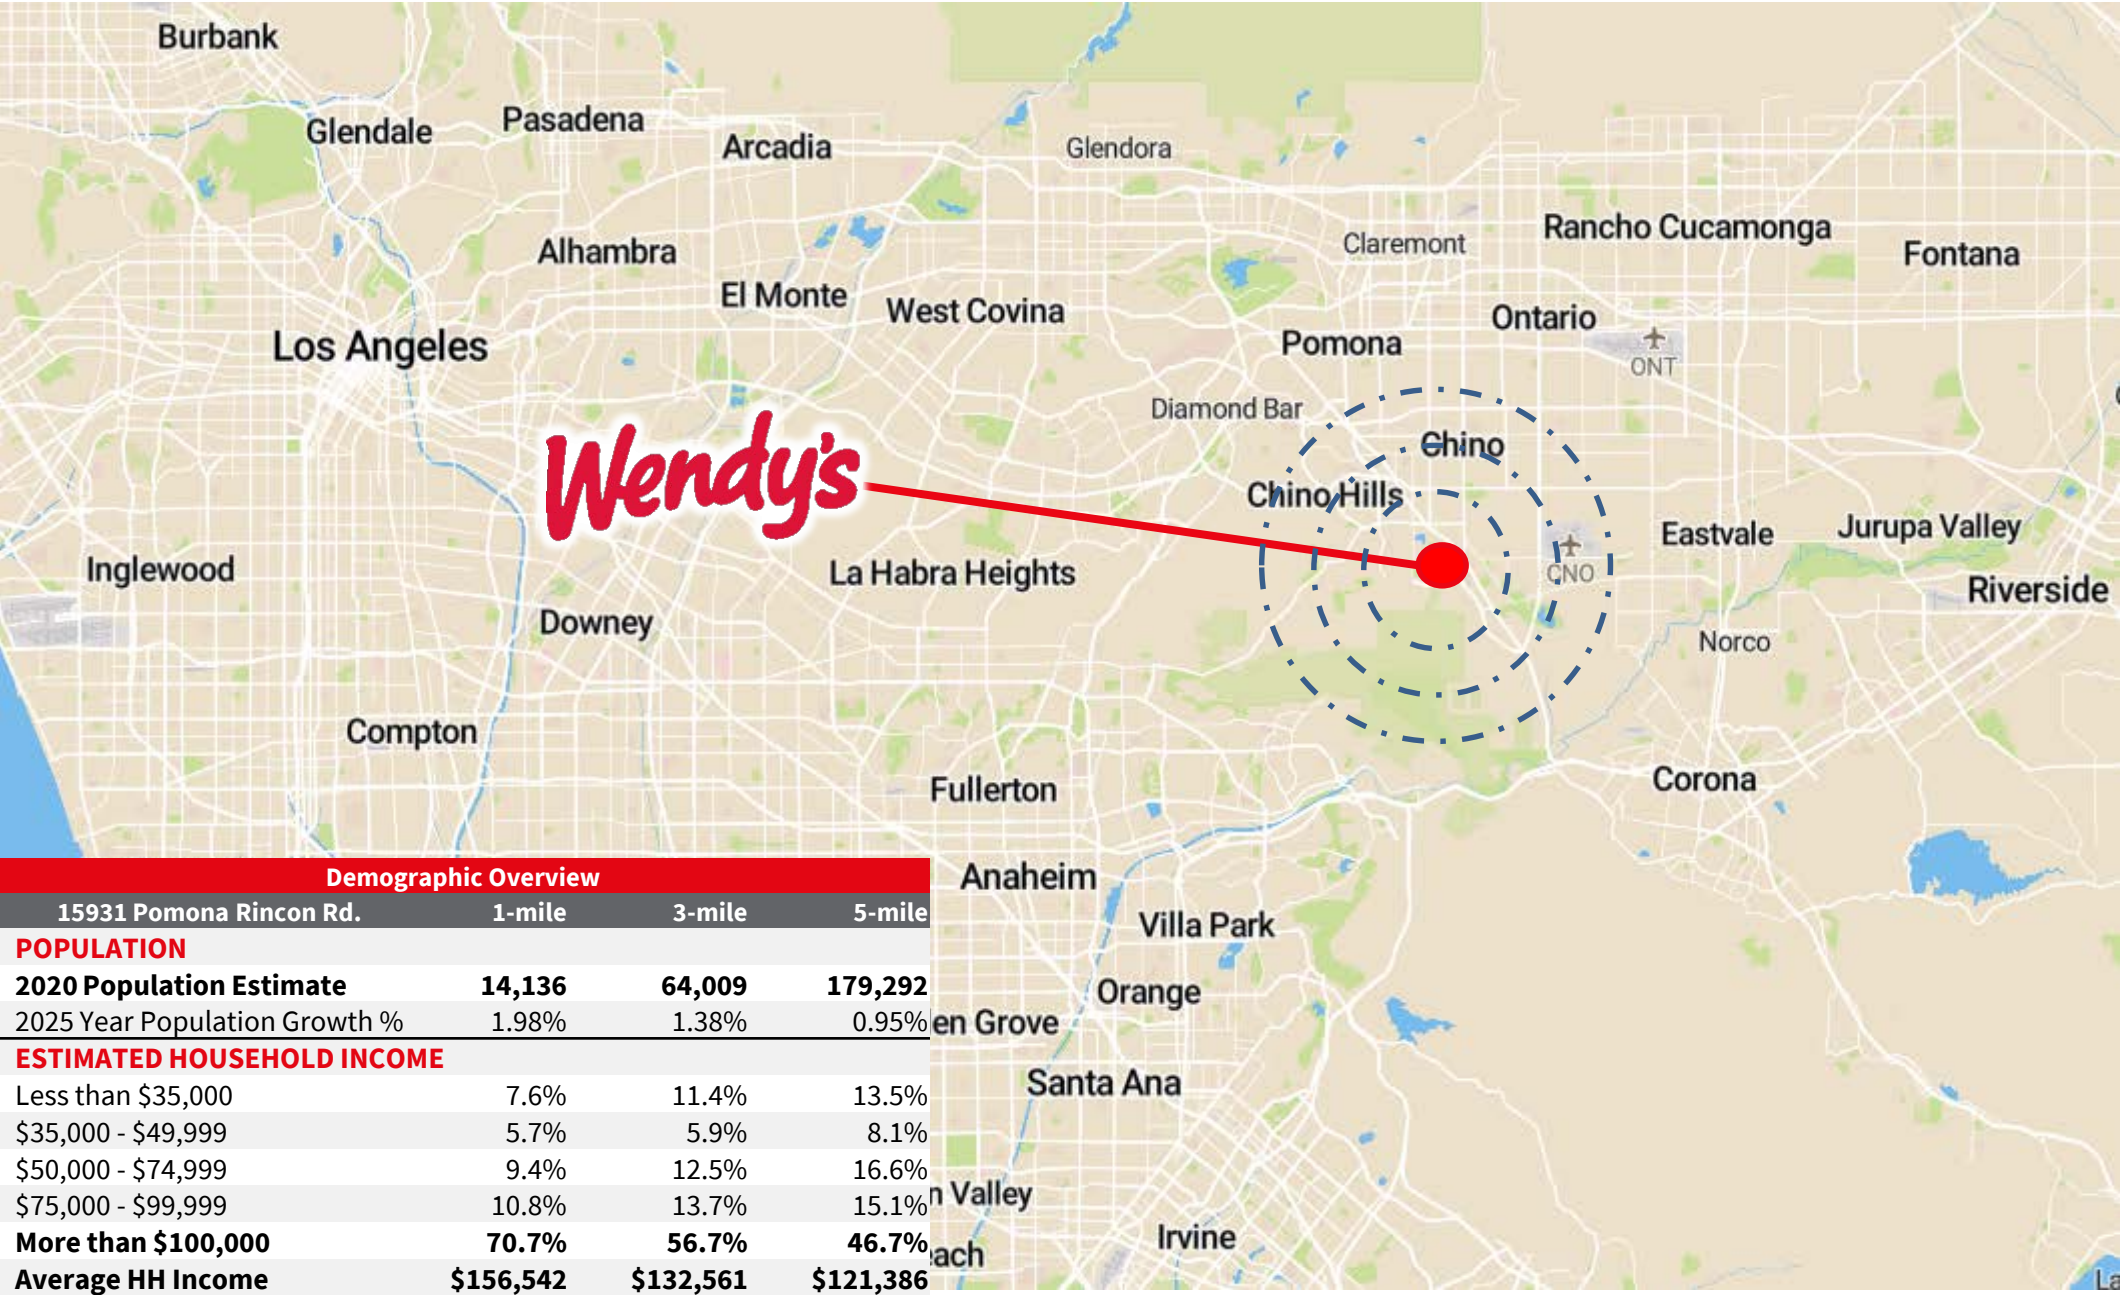 Burbank
Glendale
Pasadena
Arcadia
Glendora
Alhambra
Claremont
Rancho Cucamonga
Fontana
El Monte
West Covina
Ontario
Los Angeles
Pomona
ONT
Diamond Bar
Chino
Wendy's
Chino Hills
Eastvale
Jurupa Valley
Inglewood
La Habra Heights
CNO
Riverside
Downey
Norco
Compton
Fullerton
Corona
Anaheim
Villa Park
Orange
en Grove
Santa Ana
n Valley
Irvine
each
La
Demographic Overview
15931 Pomona Rincon Rd. 1-mile 3-mile 5-mile
POPULATION
2020 Population Estimate 14,136 64,009 179,292
2025 Year Population Growth % 1.98% 1.38% 0.95%
ESTIMATED HOUSEHOLD INCOME
Less than $35,000 7.6% 11.4% 13.5%
$35,000 - $49,999 5.7% 5.9% 8.1%
$50,000 - $74,999 9.4% 12.5% 16.6%
$75,000 - $99,999 10.8% 13.7% 15.1%
More than $100,000 70.7% 56.7% 46.7%
Average HH Income $156,542 $132,561 $121,386